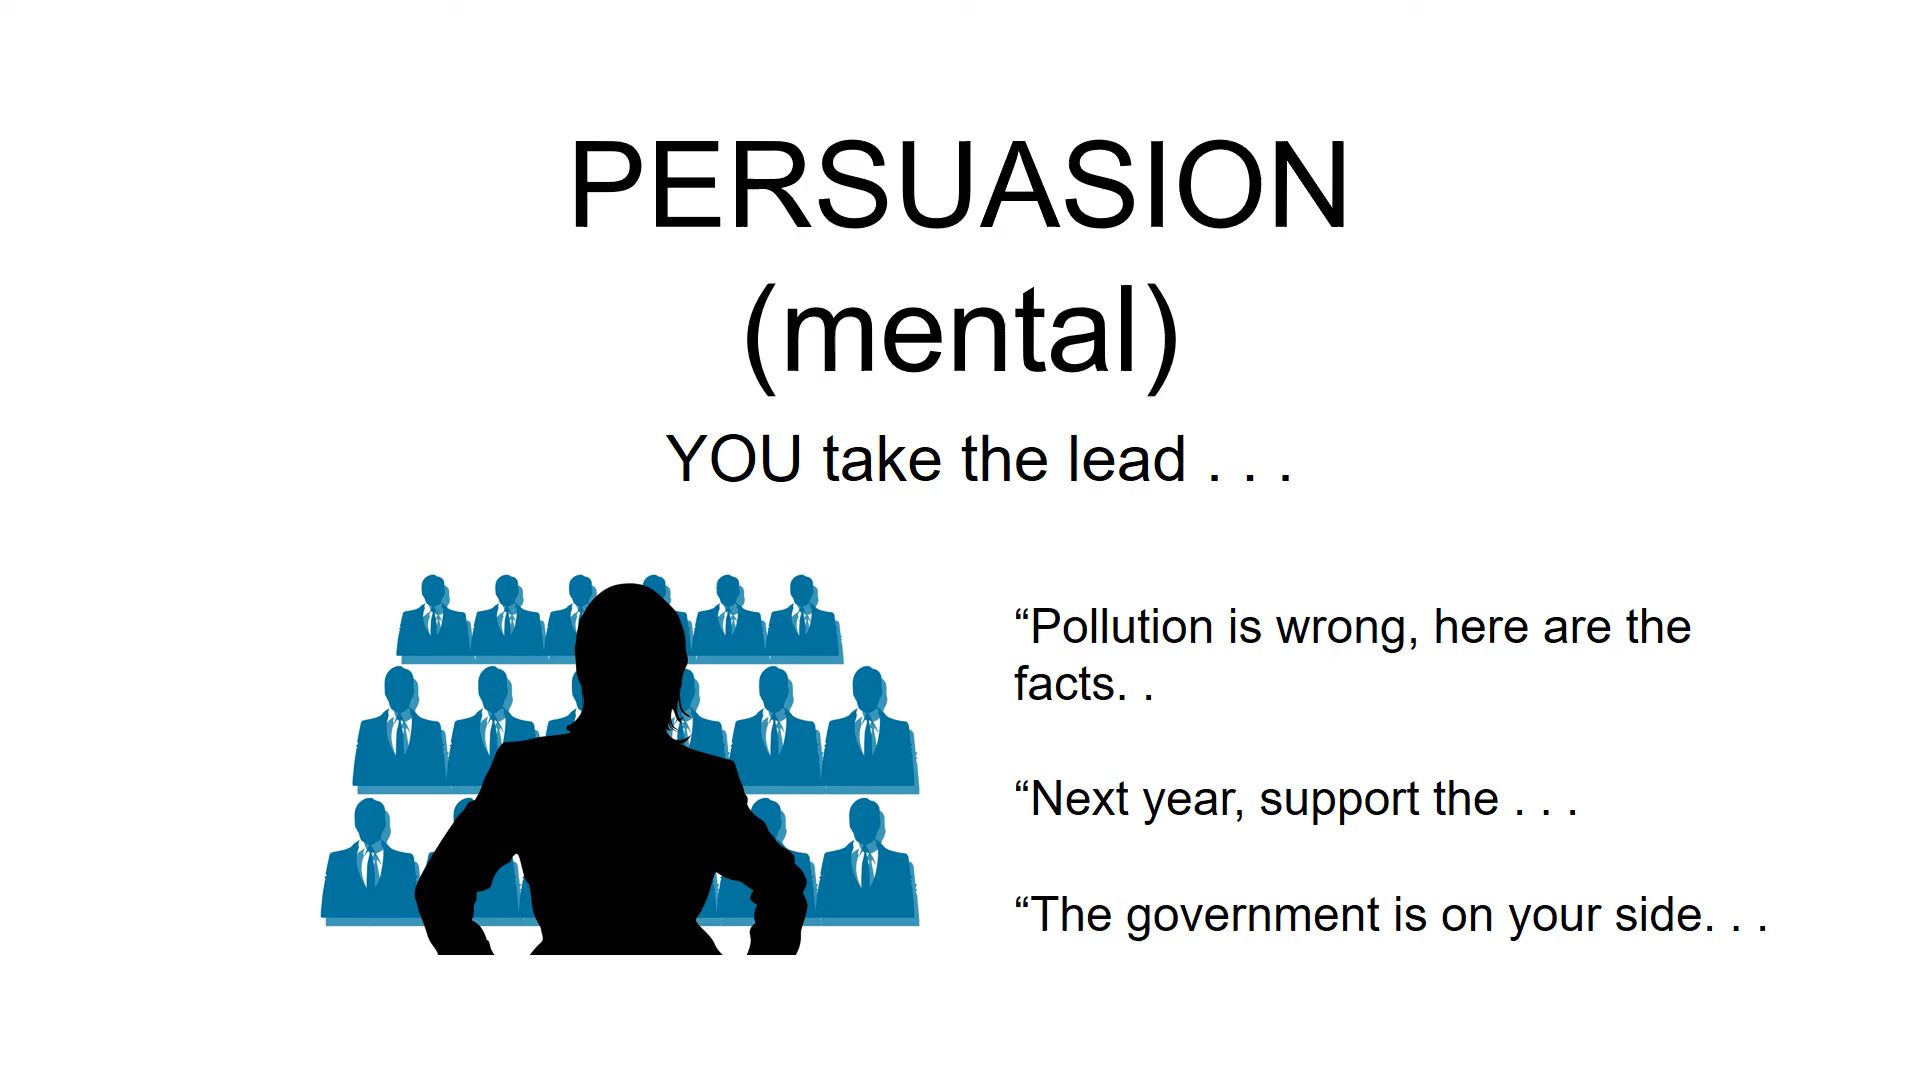 PERSUASION
(mental)
YOU take the lead . . .
“Pollution is wrong, here are the
facts. .
“Next year, support the . . .
“The government is on your side. . .